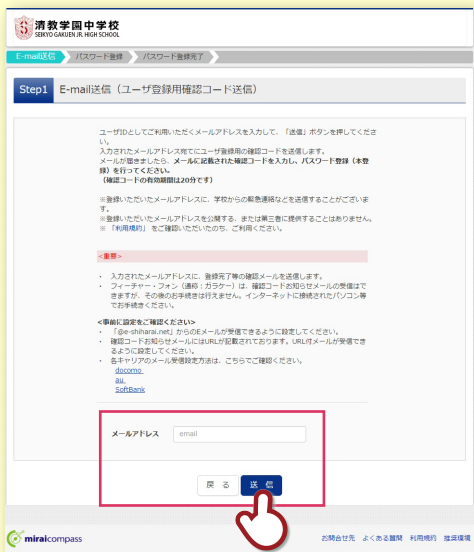 清教学園中学校
SEIKYO GAKUEN JR. HIGH SCHOOL
E-mail送信 パスワード登録 パスワード登録完了
Step1 E-mail送信（ユーザ登録用確認コード送信）
ユーザIDとしてご利用いただくメールアドレスを入力して、「送信」ボタンを押してくださ
い。
入力されたメールアドレス宛てにユーザ登録用の確認コードを送信します。
メールが届きましたら、メールに記載された確認コードを入力し、パスワード登録（本登
録）を行ってください。
（確認コードの有効期間は20分です）
※登録いただいたメールアドレスに、学校からの緊急連絡などを送信することがございま
す。
※登録いただいたメールアドレスを公開する、または第三者に提供することはありません。
※ 「利用規約」 をご確認いただいたのち、ご利用ください。
<重要>
・ 入力されたメールアドレスに、登録完了等の確認メールを送信します。
・ フィーチャー・フォン（通称：ガラケー）は、確認コードお知らせメールの受信はで
きますが、その後のお手続きは行えません。インターネットに接続されたパソコン等
でお手続きください。
<事前に設定をご確認ください>
・ 「@e-shiharai.net」からのEメールが受信できるように設定してください。
・ 確認コードお知らせメールにはURLが記載されております。URL付メールが受信でき
るように設定してください。
・ 各キャリアのメール受信設定方法は、こちらでご確認ください。
docomo
au
SoftBank
メールアドレス email
戻 る 送 信
miraicompass お問合せ先 よくある質問 利用規約 推奨環境